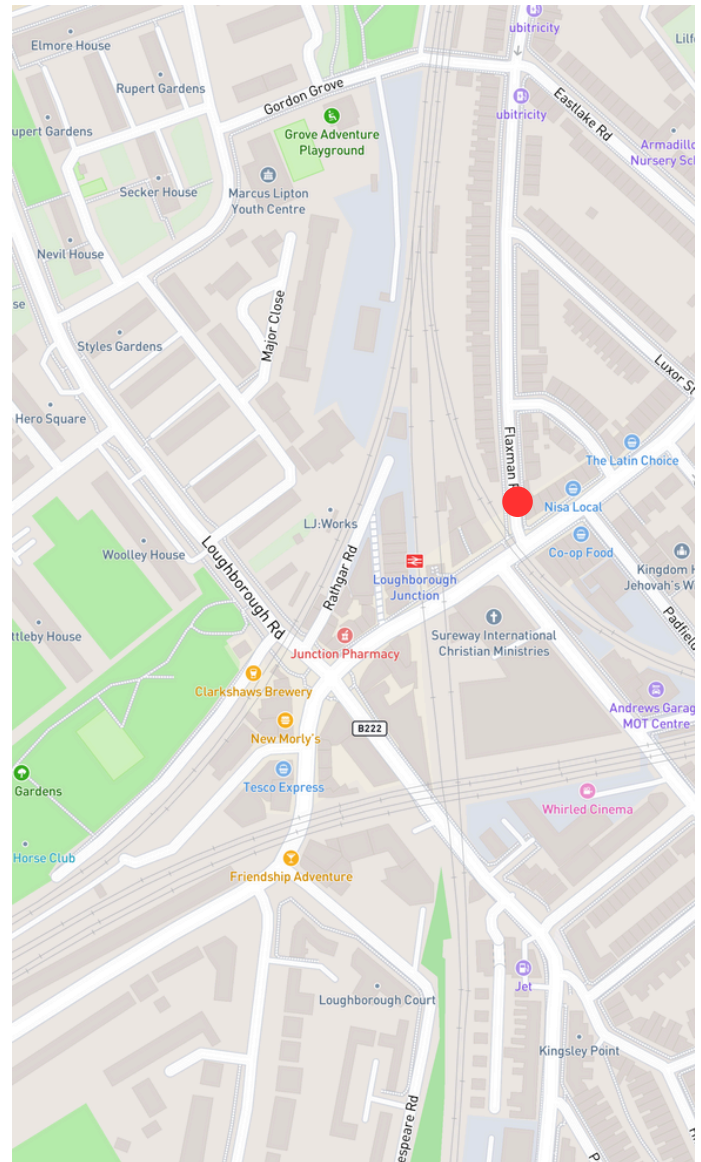 ubitricity
Elmore House
Lilf
Rupert Gardens
Gordon Grove
ubitricity
Eastlake Rd
upert Gardens
Grove Adventure
Playground
Armadillo
Nursery Sch
Secker House
Marcus Lipton
Youth Centre
Nevil House
se
Major Close
Styles Gardens
Luxor St
Hero Square
Flaxman R
The Latin Choice
Nisa Local
LJ:Works
Woolley House
Loughborough Rd
Rathgar Rd
Co-op Food
Loughborough
Junction
Kingdom H
Jehovah's W
ttleby House
Sureway International
Christian Ministries
Padfield
Junction Pharmacy
Clarkshaws Brewery
Andrews Garag
MOT Centre
New Morly's
B222
Gardens
Tesco Express
Whirled Cinema
Horse Club
Friendship Adventure
Jet
Loughborough Court
Kingsley Point
espeare Rd
P